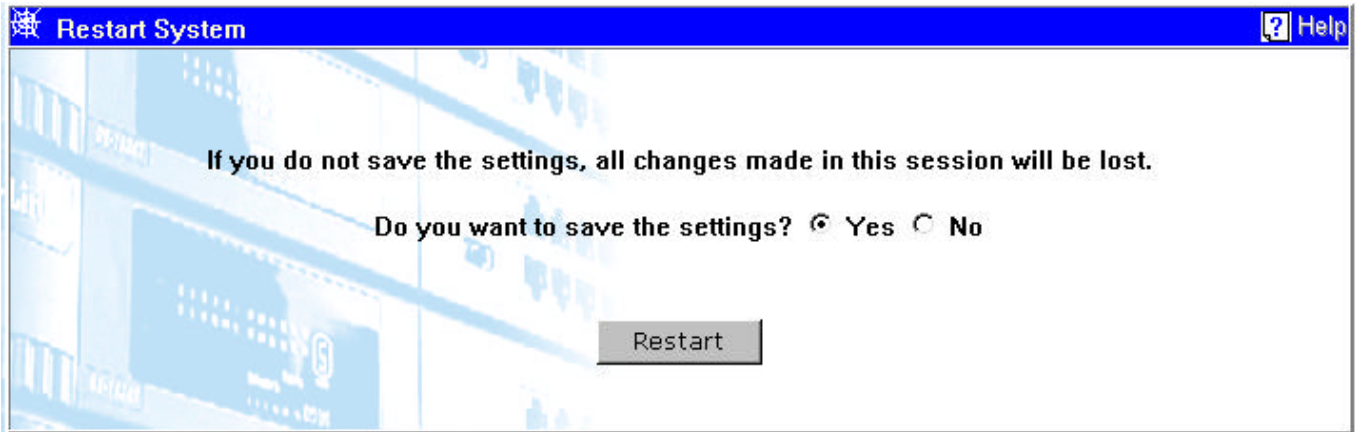 Restart System
? Help
If you do not save the settings, all changes made in this session will be lost.
Do you want to save the settings? Yes No
Restart